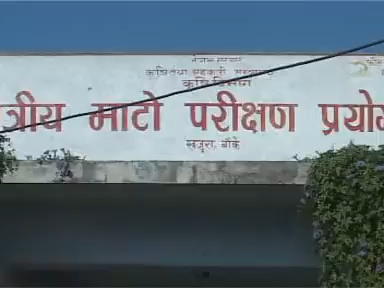 नेपाल सरकार
कृषि तथा सहकारी मन्त्रालय
कृषि विभाग
त्रीय माटो परीक्षण प्रयो
खजुरा, बाँके